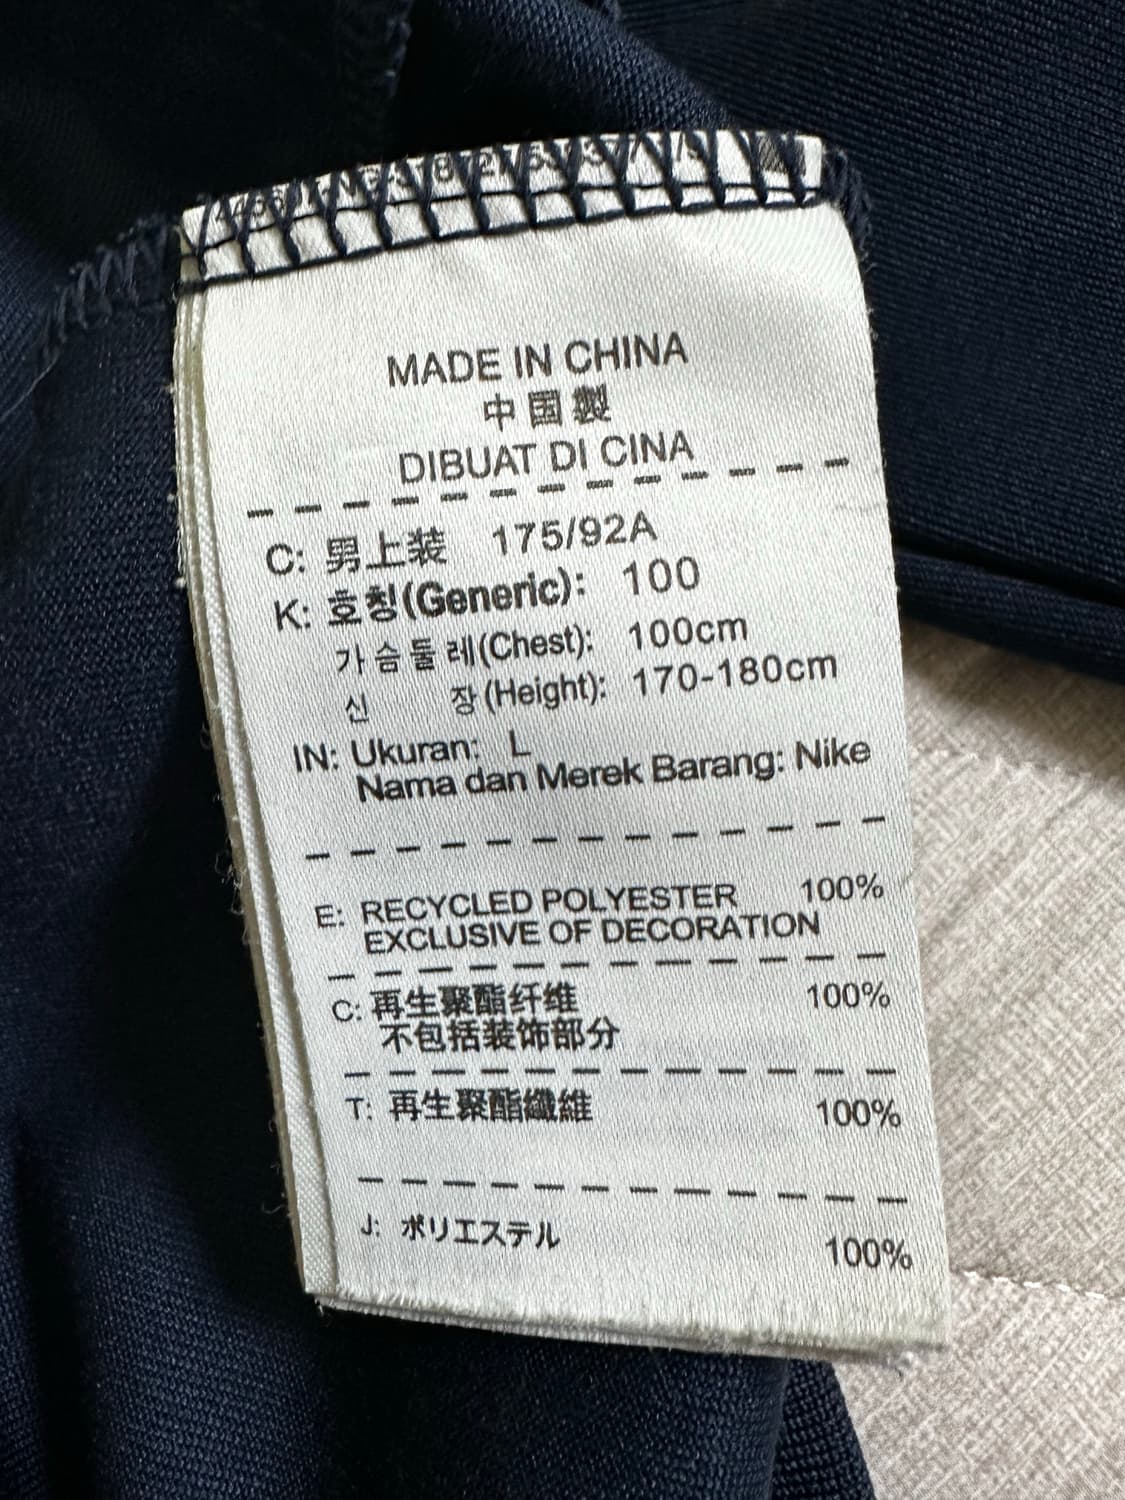 MADE IN CHINA
中国製
DIBUAT DI CINA
C: 男上装 175/92A
K: 호칭(Generic): 100
가슴둘레(Chest): 100cm
신 장(Height): 170-180cm
IN: Ukuran: L
Nama dan Merek Barang: Nike
E: RECYCLED POLYESTER 100%
EXCLUSIVE OF DECORATION
C: 再生聚酯纤维 100%
不包括装饰部分
T: 再生聚酯纖維 100%
J: ポリエステル 100%